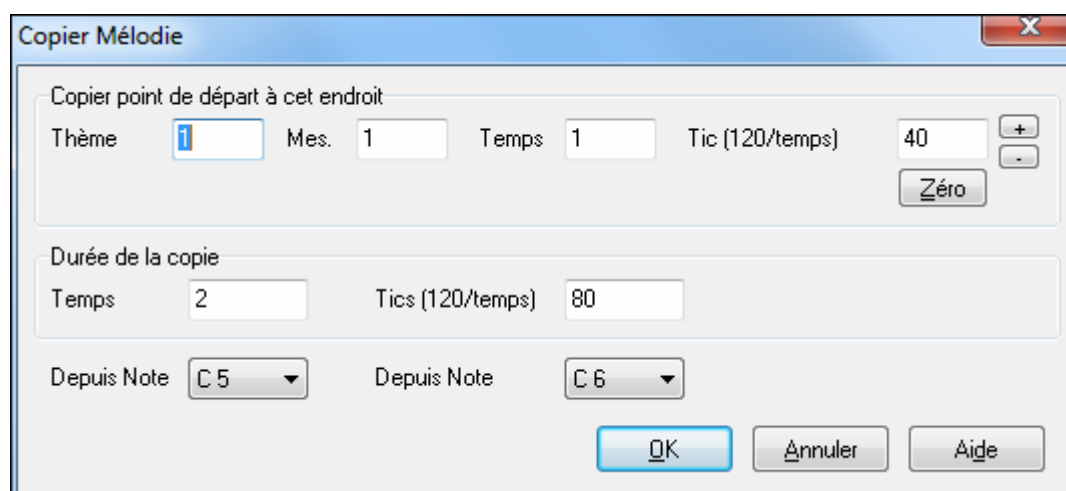 Copier Mélodie
Copier point de départ à cet endroit
Thème 1 Mes. 1 Temps 1 Tic (120/temps) 40 +
-
Zéro
Durée de la copie
Temps 2 Tics (120/temps) 80
Depuis Note C 5 Depuis Note C 6
OK Annuler Aide